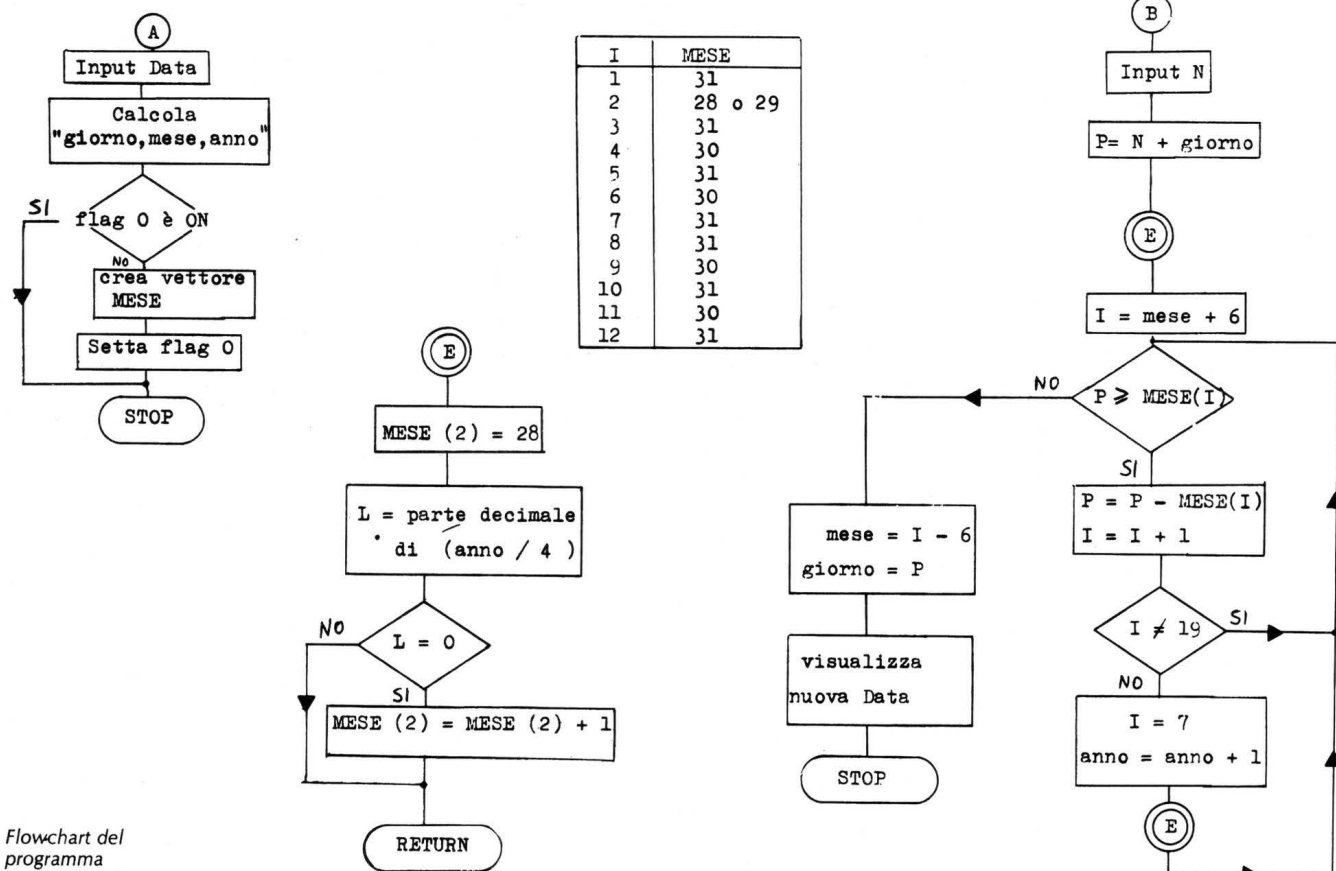 A
Input Data
Calcola
"giorno,mese,anno"
SI
flag 0 è ON
NO
crea vettore
MESE
Setta flag 0
STOP
E
MESE (2) = 28
L = parte decimale
di (anno / 4 )
NO
L = 0
SI
MESE (2) = MESE (2) + 1
RETURN
I MESE
1 31
2 28 o 29
3 31
4 30
5 31
6 30
7 31
8 31
9 30
10 31
11 30
12 31
B
Input N
P= N + giorno
E
I = mese + 6
NO
P ⩾ MESE(I)
SI
P = P - MESE(I)
I = I + 1
I ≠ 19
SI
NO
I = 7
anno = anno + 1
E
mese = I - 6
giorno = P
visualizza
nuova Data
STOP
Flowchart del
programma